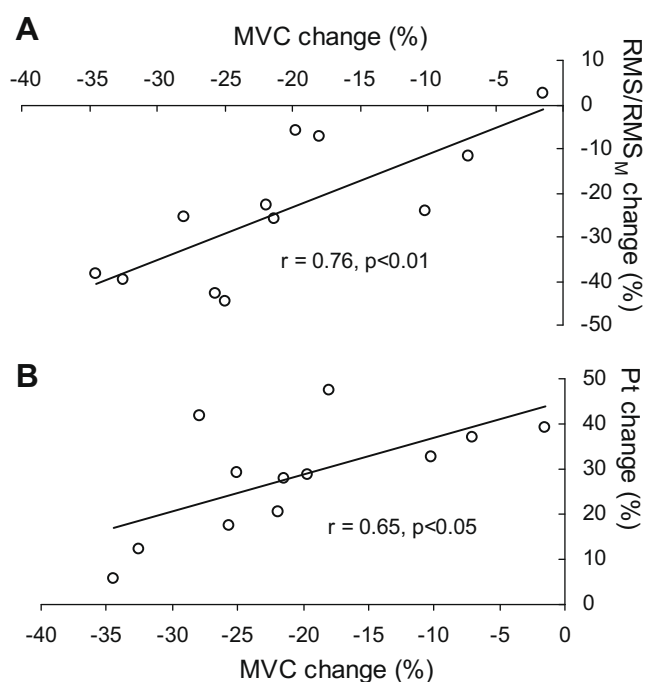 A
MVC change (%)
-40 -35 -30 -25 -20 -15 -10 -5 0
10
0
-10
-20
-30
-40
-50
RMS/RMS_M change (%)
r = 0.76, p<0.01
B
50
40
30
20
10
0
Pt change (%)
r = 0.65, p<0.05
-40 -35 -30 -25 -20 -15 -10 -5 0
MVC change (%)